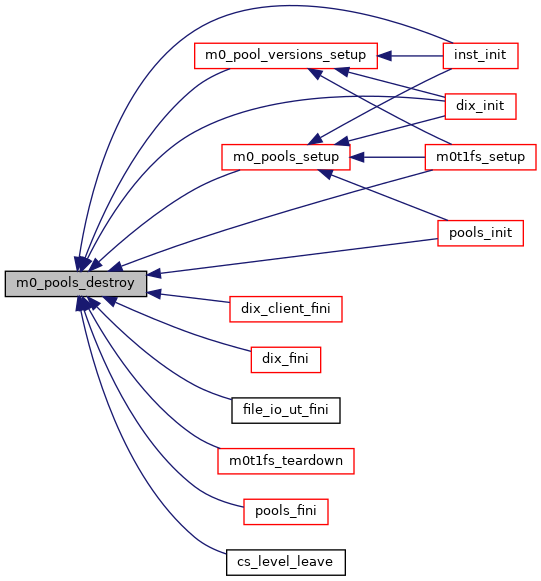 m0_pool_versions_setup
inst_init
dix_init
m0_pools_setup
m0t1fs_setup
pools_init
m0_pools_destroy
dix_client_fini
dix_fini
file_io_ut_fini
m0t1fs_teardown
pools_fini
cs_level_leave